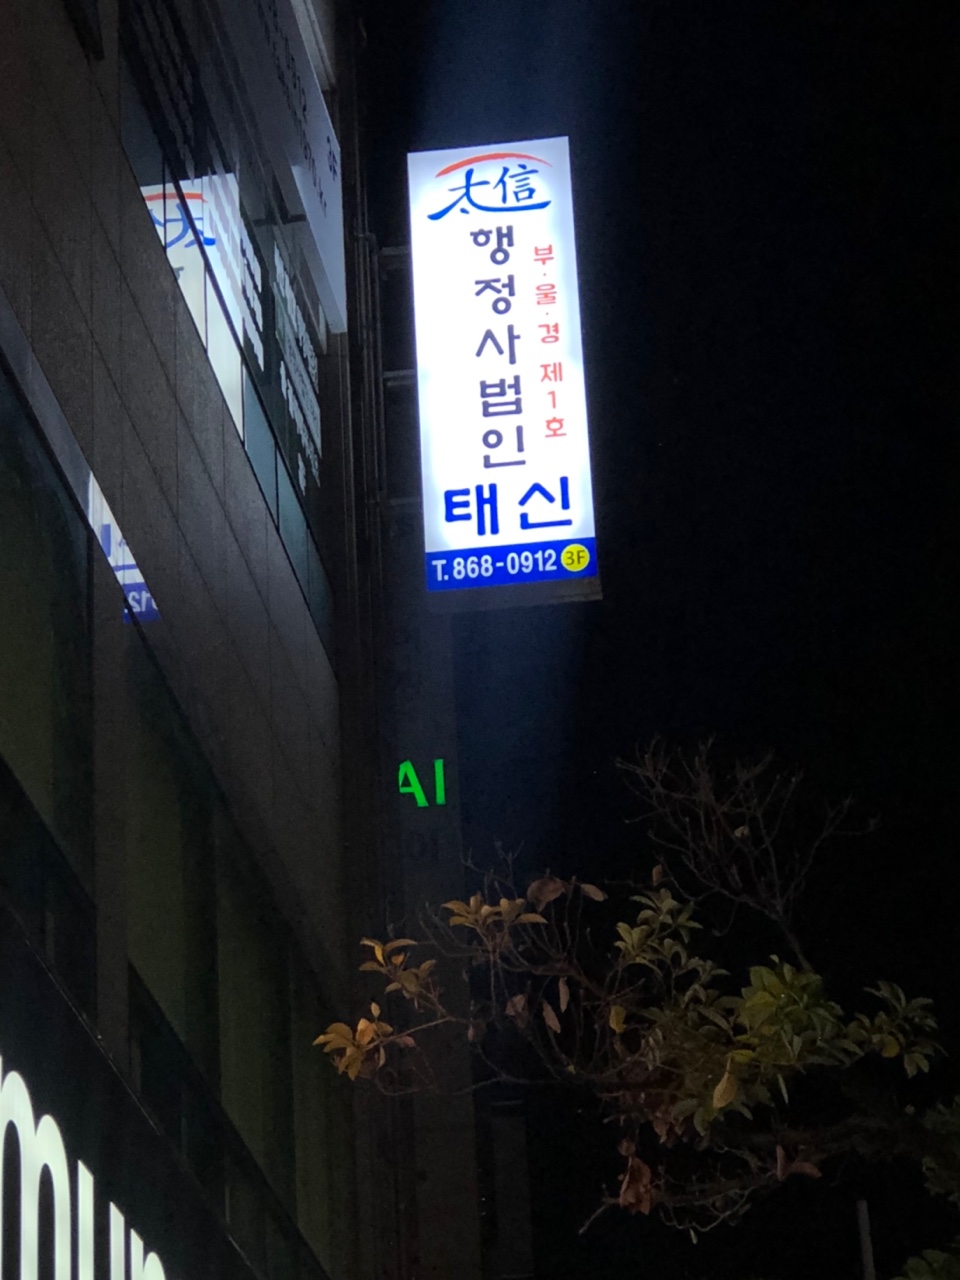 太信
행정사법인
부·울·경 제1호
태신
T.868-0912 3F
AI